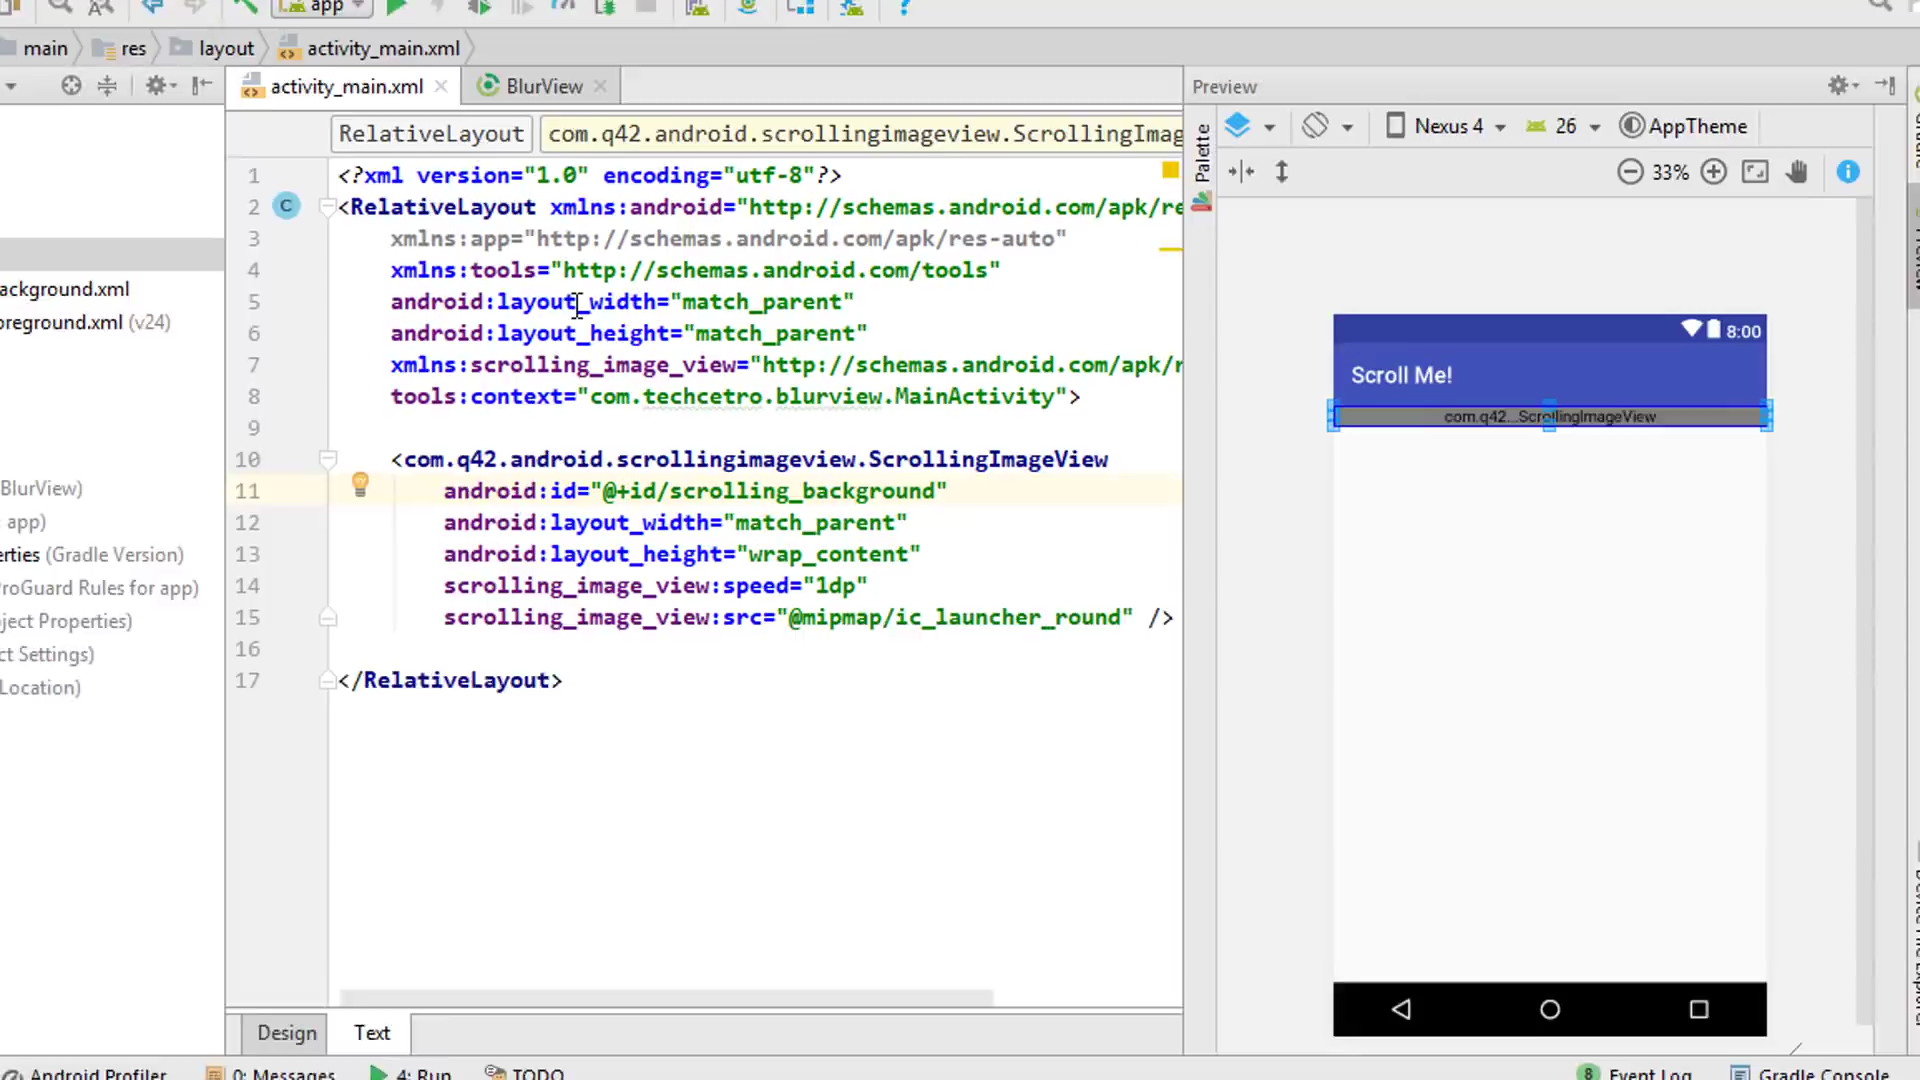 app
main
res
layout
activity_main.xml
activity_main.xml
BlurView
Preview
RelativeLayout
com.q42.android.scrollingimageview.ScrollingImag
Palette
Nexus 4
26
AppTheme
33%
1 <?xml version="1.0" encoding="utf-8"?>
2 <RelativeLayout xmlns:android="http://schemas.android.com/apk/re
3 xmlns:app="http://schemas.android.com/apk/res-auto"
4 xmlns:tools="http://schemas.android.com/tools"
5 android:layout_width="match_parent"
6 android:layout_height="match_parent"
7 xmlns:scrolling_image_view="http://schemas.android.com/apk/r
8 tools:context="com.techcetro.blurview.MainActivity">
9
10 <com.q42.android.scrollingimageview.ScrollingImageView
11 android:id="@+id/scrolling_background"
12 android:layout_width="match_parent"
13 android:layout_height="wrap_content"
14 scrolling_image_view:speed="1dp"
15 scrolling_image_view:src="@mipmap/ic_launcher_round" />
16
17 </RelativeLayout>
C
ackground.xml
oreground.xml (v24)
BlurView)
app)
erties (Gradle Version)
ProGuard Rules for app)
ject Properties)
ct Settings)
Location)
8:00
Scroll Me!
com.q42...ScrollingImageView
Design
Text
Android Profiler
0: Messages
4: Run
TODO
8 Event Log
Gradle Console